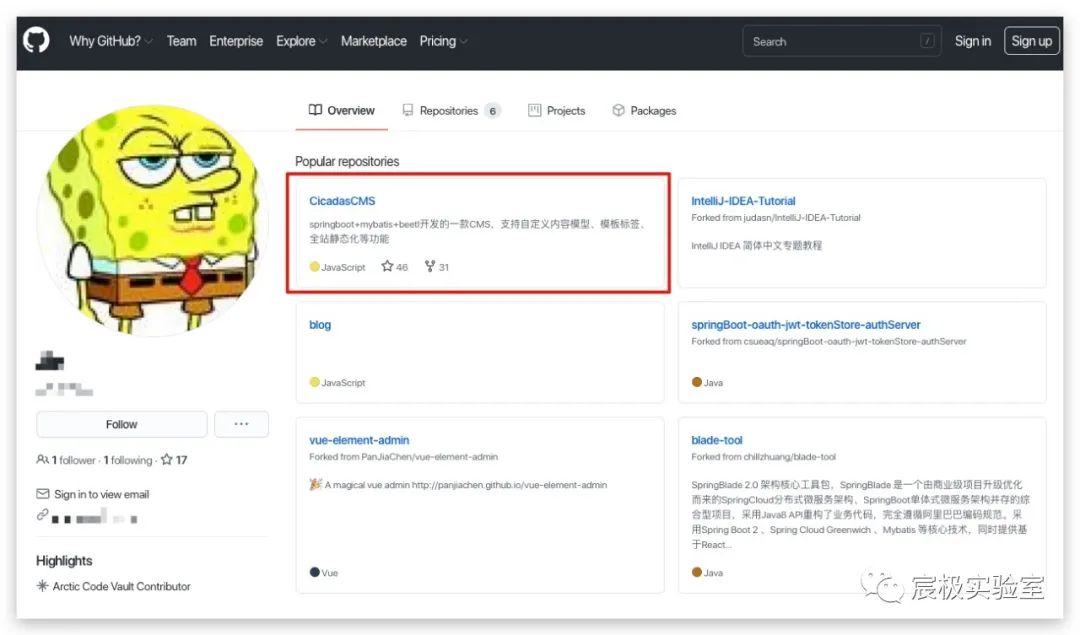 Why GitHub? Team Enterprise Explore Marketplace Pricing
Search / Sign in Sign up
Overview Repositories 6 Projects Packages
Popular repositories
CicadasCMS
springboot+mybatis+beetl开发的一款CMS、支持自定义内容模型、模板标签、
全站静态化等功能
JavaScript 46 31
IntelliJ-IDEA-Tutorial
Forked from judasn/IntelliJ-IDEA-Tutorial
IntelliJ IDEA 简体中文专题教程
blog
JavaScript
springBoot-oauth-jwt-tokenStore-authServer
Forked from csueaq/springBoot-oauth-jwt-tokenStore-authServer
Java
vue-element-admin
Forked from PanJiaChen/vue-element-admin
A magical vue admin http://panjiachen.github.io/vue-element-admin
Vue
blade-tool
Forked from chillzhuang/blade-tool
SpringBlade 2.0 架构核心工具包，SpringBlade 是一个由商业级项目升级优化
而来的SpringCloud分布式微服务架构、SpringBoot单体式微服务架构并存的综
合型项目，采用Java8 API重构了业务代码，完全遵循阿里巴巴编码规范。采
用Spring Boot 2 、Spring Cloud Greenwich 、Mybatis 等核心技术，同时提供基
于React...
Java
Follow ...
1 follower · 1 following · 17
Sign in to view email
Highlights
Arctic Code Vault Contributor
宸极实验室